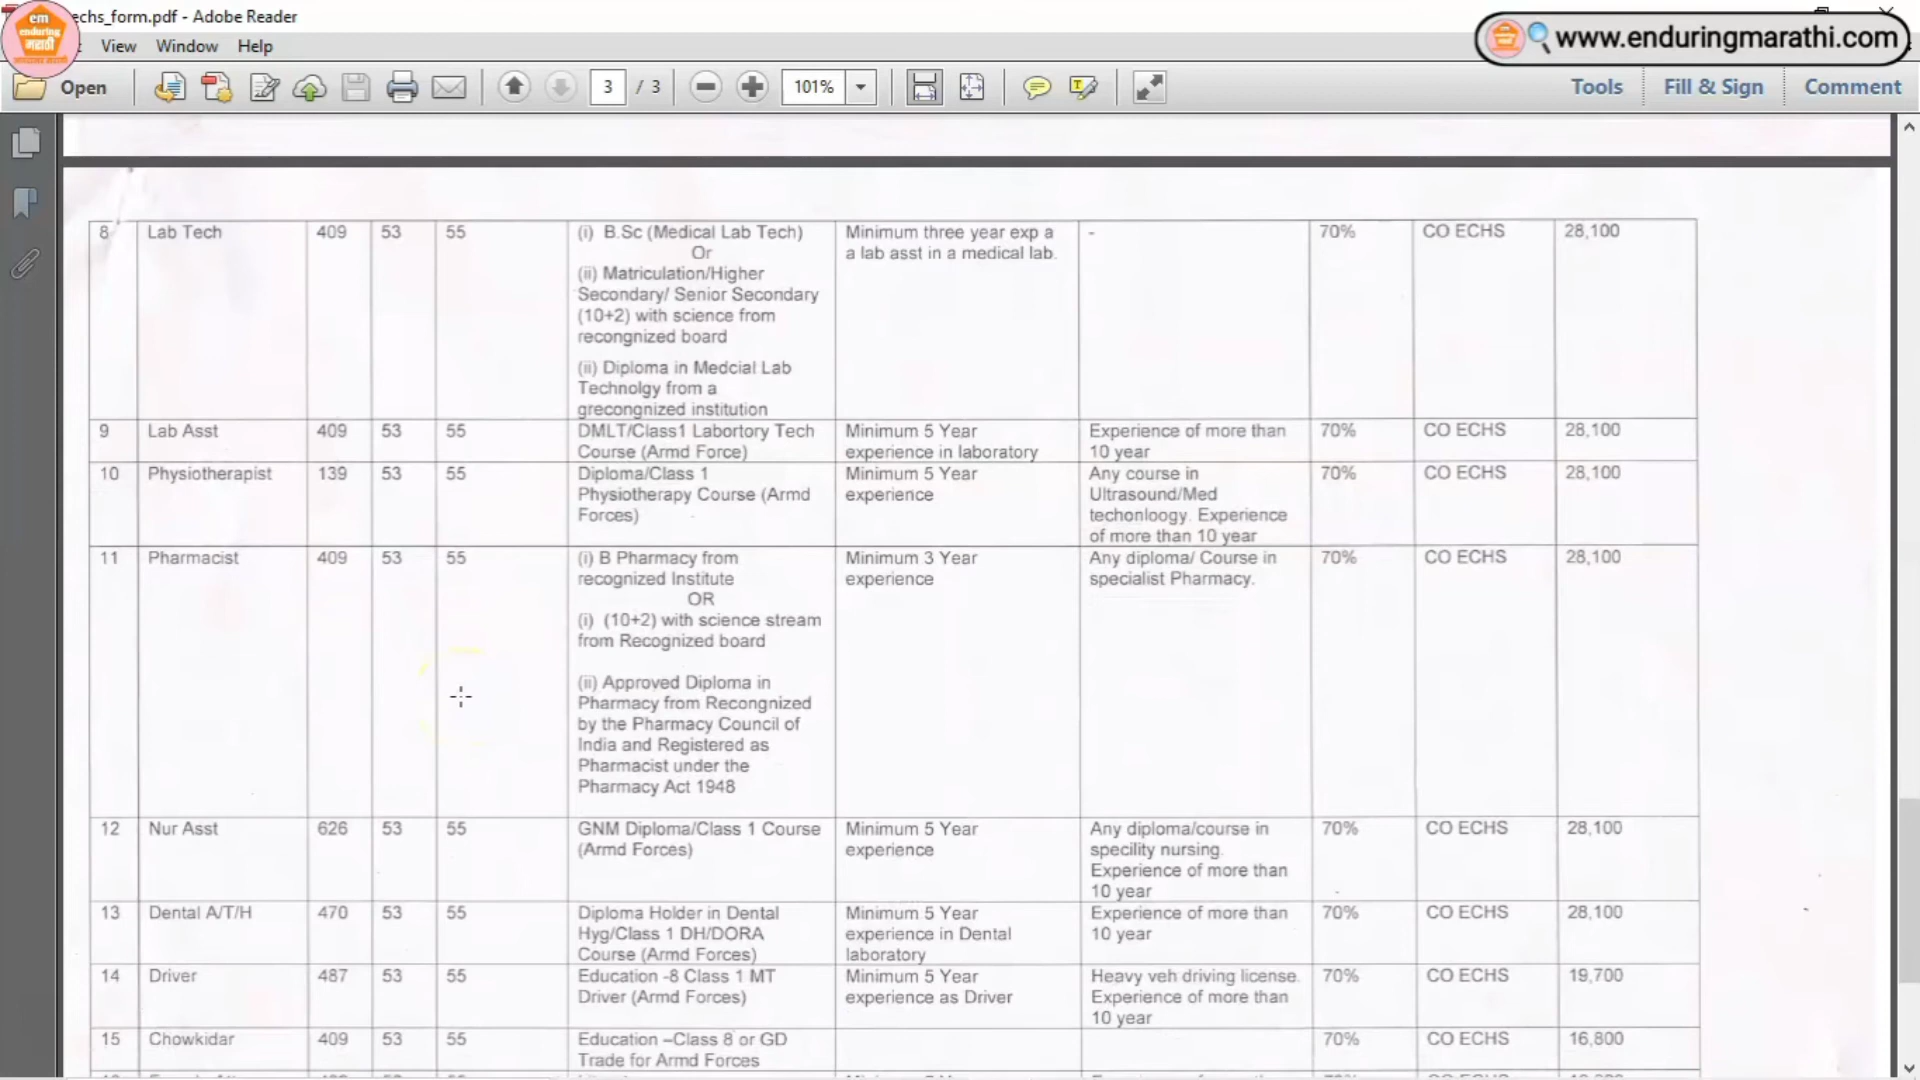 echs_form.pdf - Adobe Reader
em
enduring
मराठी
www.enduringmarathi.com
View Window Help
Open
3 / 3
101%
Tools Fill & Sign Comment
8 Lab Tech 409 53 55 (i) B.Sc (Medical Lab Tech) Minimum three year exp a - 70% CO ECHS 28,100
Or a lab asst in a medical lab.
(ii) Matriculation/Higher
Secondary/ Senior Secondary
(10+2) with science from
recongnized board
(ii) Diploma in Medcial Lab
Technolgy from a
grecongnized institution
9 Lab Asst 409 53 55 DMLT/Class1 Labortory Tech Minimum 5 Year Experience of more than 70% CO ECHS 28,100
Course (Armd Force) experience in laboratory 10 year
10 Physiotherapist 139 53 55 Diploma/Class 1 Minimum 5 Year Any course in 70% CO ECHS 28,100
Physiotherapy Course (Armd experience Ultrasound/Med
Forces) techonloogy. Experience
of more than 10 year
11 Pharmacist 409 53 55 (i) B Pharmacy from Minimum 3 Year Any diploma/ Course in 70% CO ECHS 28,100
recognized Institute experience specialist Pharmacy.
OR
(i) (10+2) with science stream
from Recognized board
(ii) Approved Diploma in
Pharmacy from Recongnized
by the Pharmacy Council of
India and Registered as
Pharmacist under the
Pharmacy Act 1948
12 Nur Asst 626 53 55 GNM Diploma/Class 1 Course Minimum 5 Year Any diploma/course in 70% CO ECHS 28,100
(Armd Forces) experience specility nursing.
Experience of more than
10 year
13 Dental A/T/H 470 53 55 Diploma Holder in Dental Minimum 5 Year Experience of more than 70% CO ECHS 28,100
Hyg/Class 1 DH/DORA experience in Dental 10 year
Course (Armd Forces) laboratory
14 Driver 487 53 55 Education -8 Class 1 MT Minimum 5 Year Heavy veh driving license. 70% CO ECHS 19,700
Driver (Armd Forces) experience as Driver Experience of more than
10 year
15 Chowkidar 409 53 55 Education –Class 8 or GD 70% CO ECHS 16,800
Trade for Armd Forces